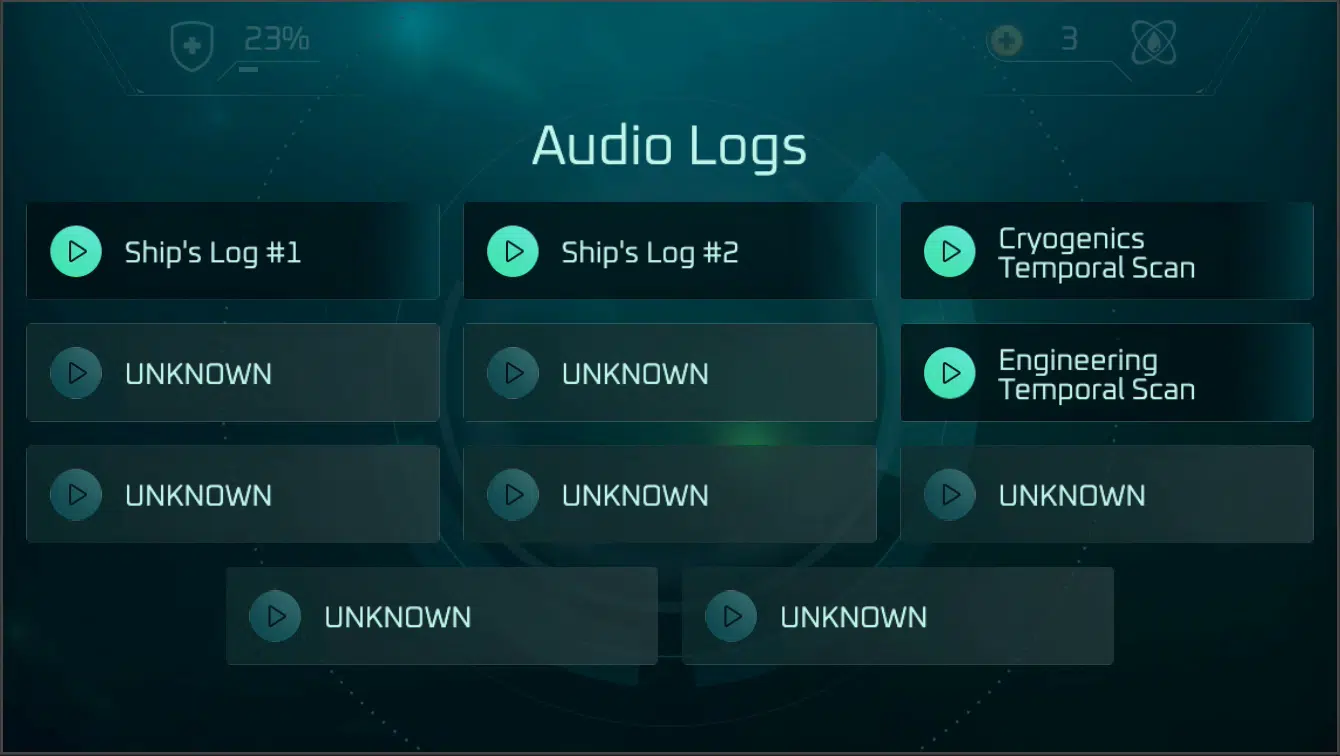 23%
3
Audio Logs
Ship's Log #1
Ship's Log #2
Cryogenics
Temporal Scan
UNKNOWN
UNKNOWN
Engineering
Temporal Scan
UNKNOWN
UNKNOWN
UNKNOWN
UNKNOWN
UNKNOWN